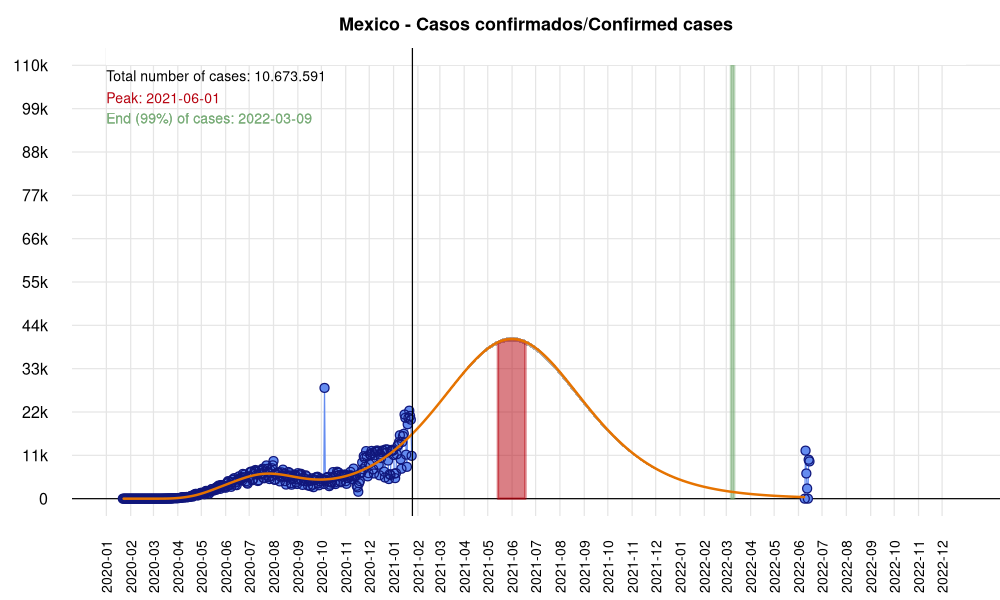 Mexico - Casos confirmados/Confirmed cases
Total number of cases: 10.673.591
Peak: 2021-06-01
End (99%) of cases: 2022-03-09
110k
99k
88k
77k
66k
55k
44k
33k
22k
11k
0
2020-01
2020-02
2020-03
2020-04
2020-05
2020-06
2020-07
2020-08
2020-09
2020-10
2020-11
2020-12
2021-01
2021-02
2021-03
2021-04
2021-05
2021-06
2021-07
2021-08
2021-09
2021-10
2021-11
2021-12
2022-01
2022-02
2022-03
2022-04
2022-05
2022-06
2022-07
2022-08
2022-09
2022-10
2022-11
2022-12